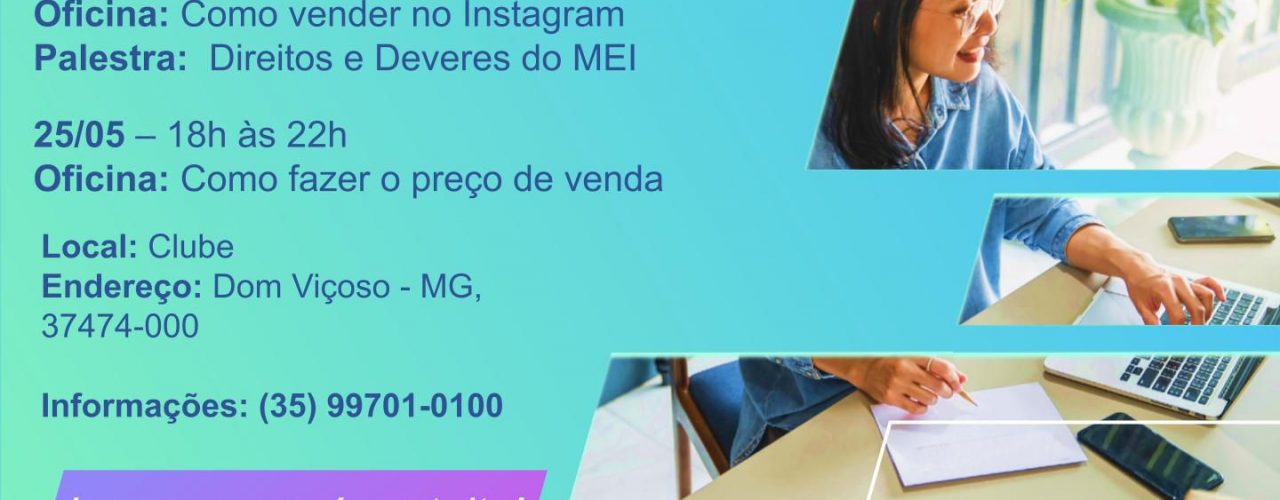 Oficina: Como vender no Instagram
Palestra: Direitos e Deveres do MEI
25/05 – 18h às 22h
Oficina: Como fazer o preço de venda
Local: Clube
Endereço: Dom Viçoso - MG,
37474-000
Informações: (35) 99701-0100